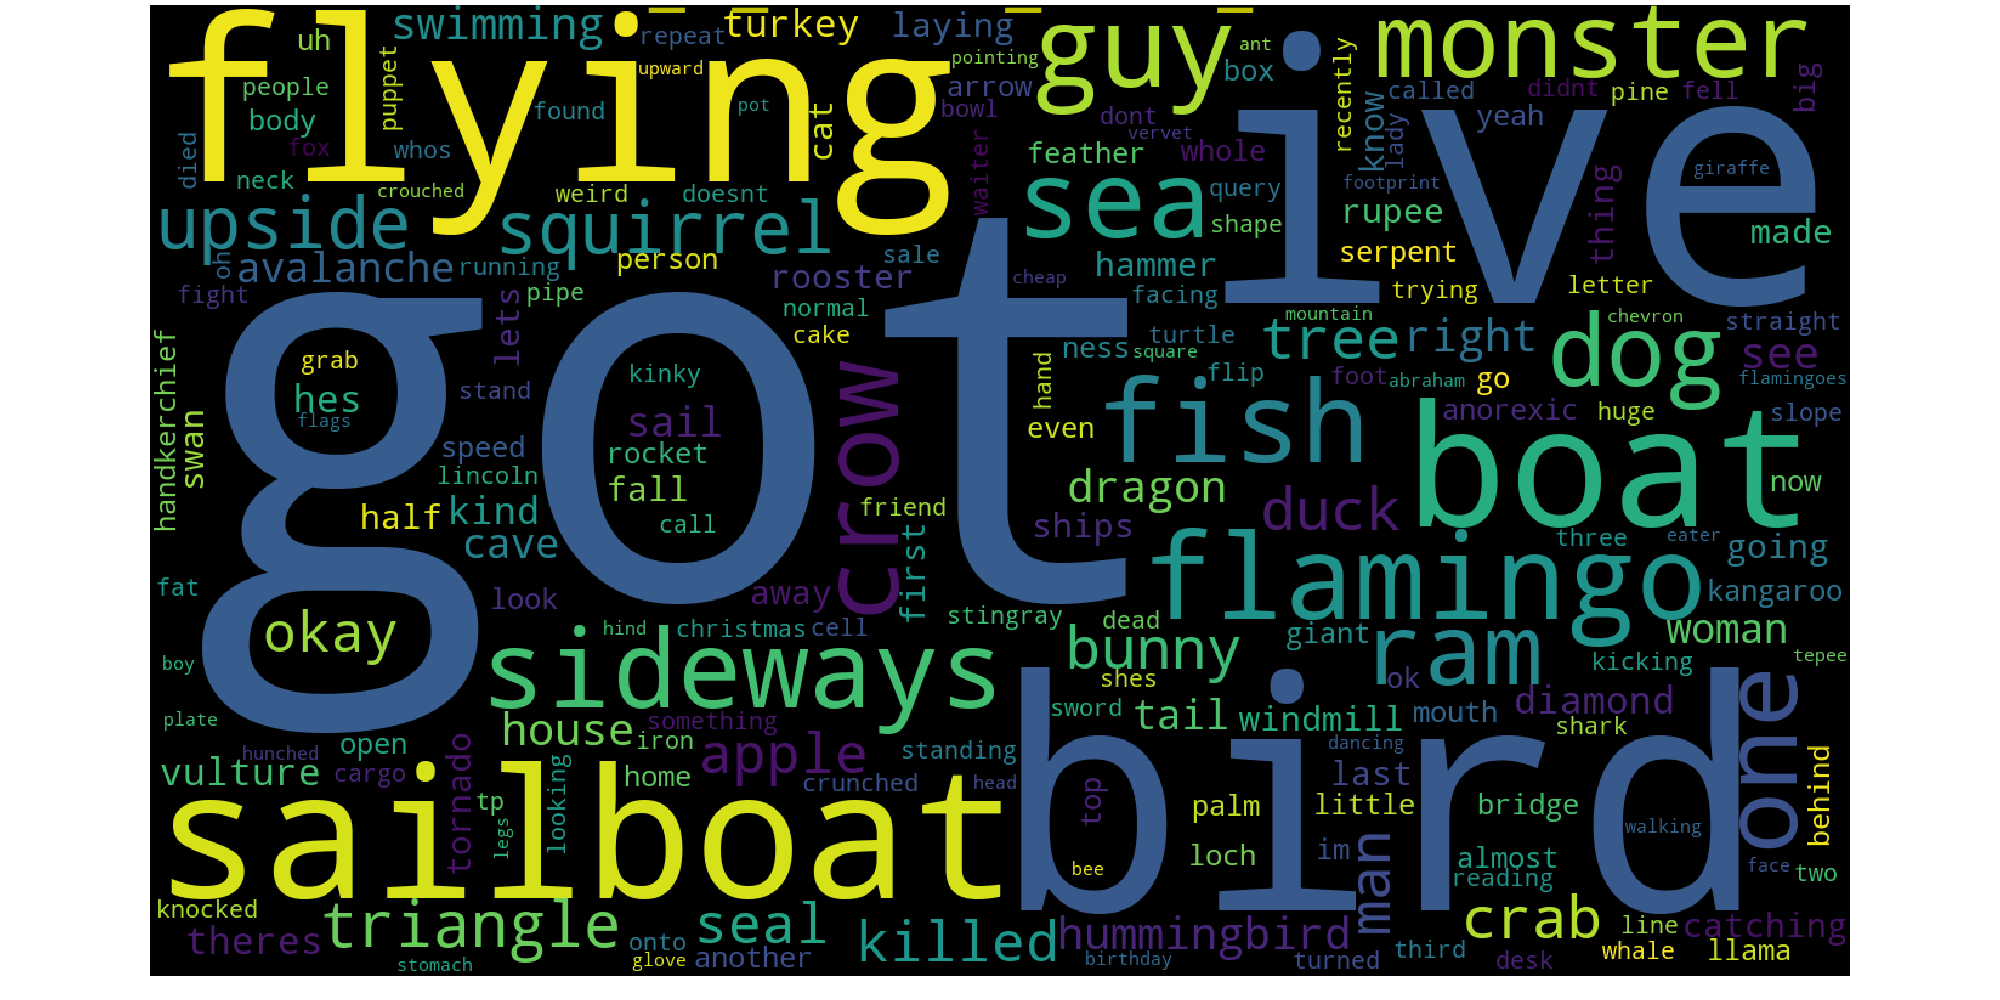 flying
swimming
repeat
turkey
laying
guy
monster
uh
people
puppet
upward
pointing
ant
box
recently
big
body
found
pot
cat
arrow
bowl
called
didnt
pine
fell
died
fox
whos
dont
vervet
know
lady
yeah
ive
neck
crouched
weird
doesnt
waiter
feather
whole
query
footprint
giraffe
upside
squirrel
sea
shape
rupee
thing
made
oh
avalanche
running
person
rooster
sale
hammer
serpent
fight
lets
pipe
normal
cheap
facing
trying
letter
handkerchief
got
cake
crow
ness
turtle
mountain
square
tree
right
dog
chevron
straight
see
grab
hes
flags
stand
kinky
sail
hand
flip
foot
abraham
go
flamingoes
swan
speed
rocket
even
fish
anorexic
huge
slope
lincoln
fall
dragon
duck
boat
now
half
kind
cave
call
friend
first
ships
three
eater
going
fat
look
away
flamingo
kangaroo
okay
stingray
hind
christmas
cell
dead
bunny
giant
ram
woman
boy
sideways
shes
ok
kicking
tepee
plate
house
something
sword
tail
windmill
mouth
diamond
shark
one
hunched
open
iron
apple
standing
dancing
vulture
cargo
tornado
looking
home
crunched
head
top
last
behind
tp
legs
palm
little
bridge
walking
sailboat
bird
loch
im
man
almost
reading
bee
face
two
knocked
triangle
seal
killed
hummingbird
crab
line
catching
theres
onto
glove
another
stomach
birthday
turned
third
desk
whale
llama